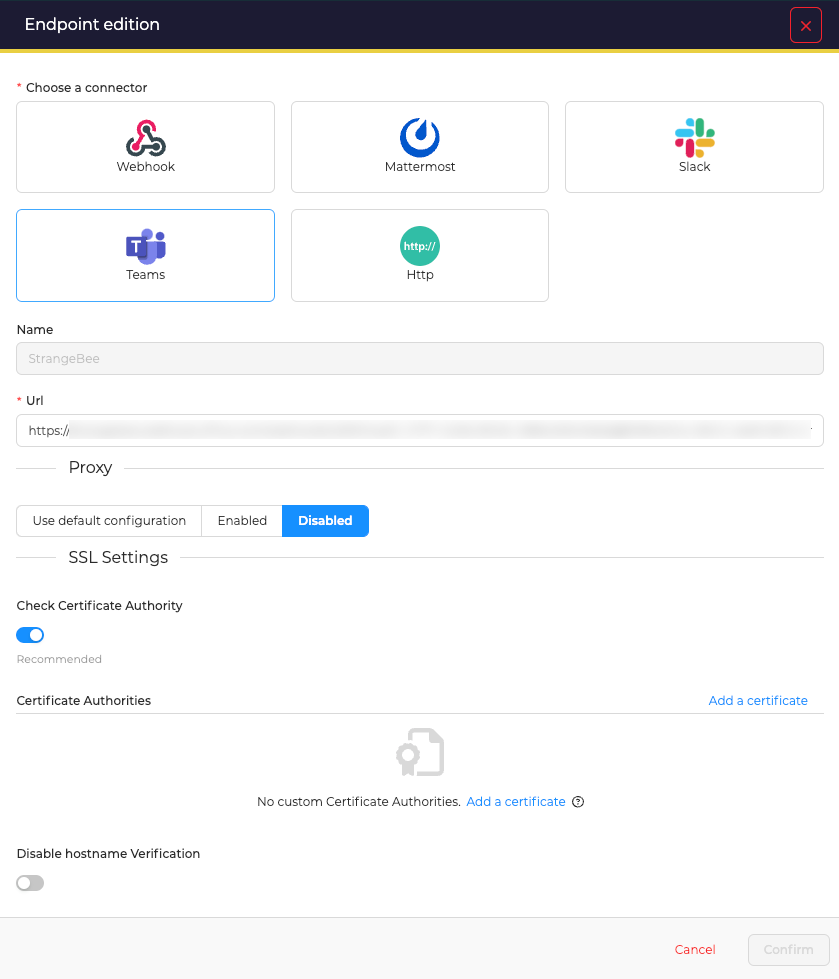 Endpoint edition
* Choose a connector
Webhook
Mattermost
Slack
T
Teams
http://
Http
Name
StrangeBee
* Url
https://
Proxy
Use default configuration Enabled Disabled
SSL Settings
Check Certificate Authority
Recommended
Certificate Authorities Add a certificate
No custom Certificate Authorities. Add a certificate ?
Disable hostname Verification
Cancel Confirm